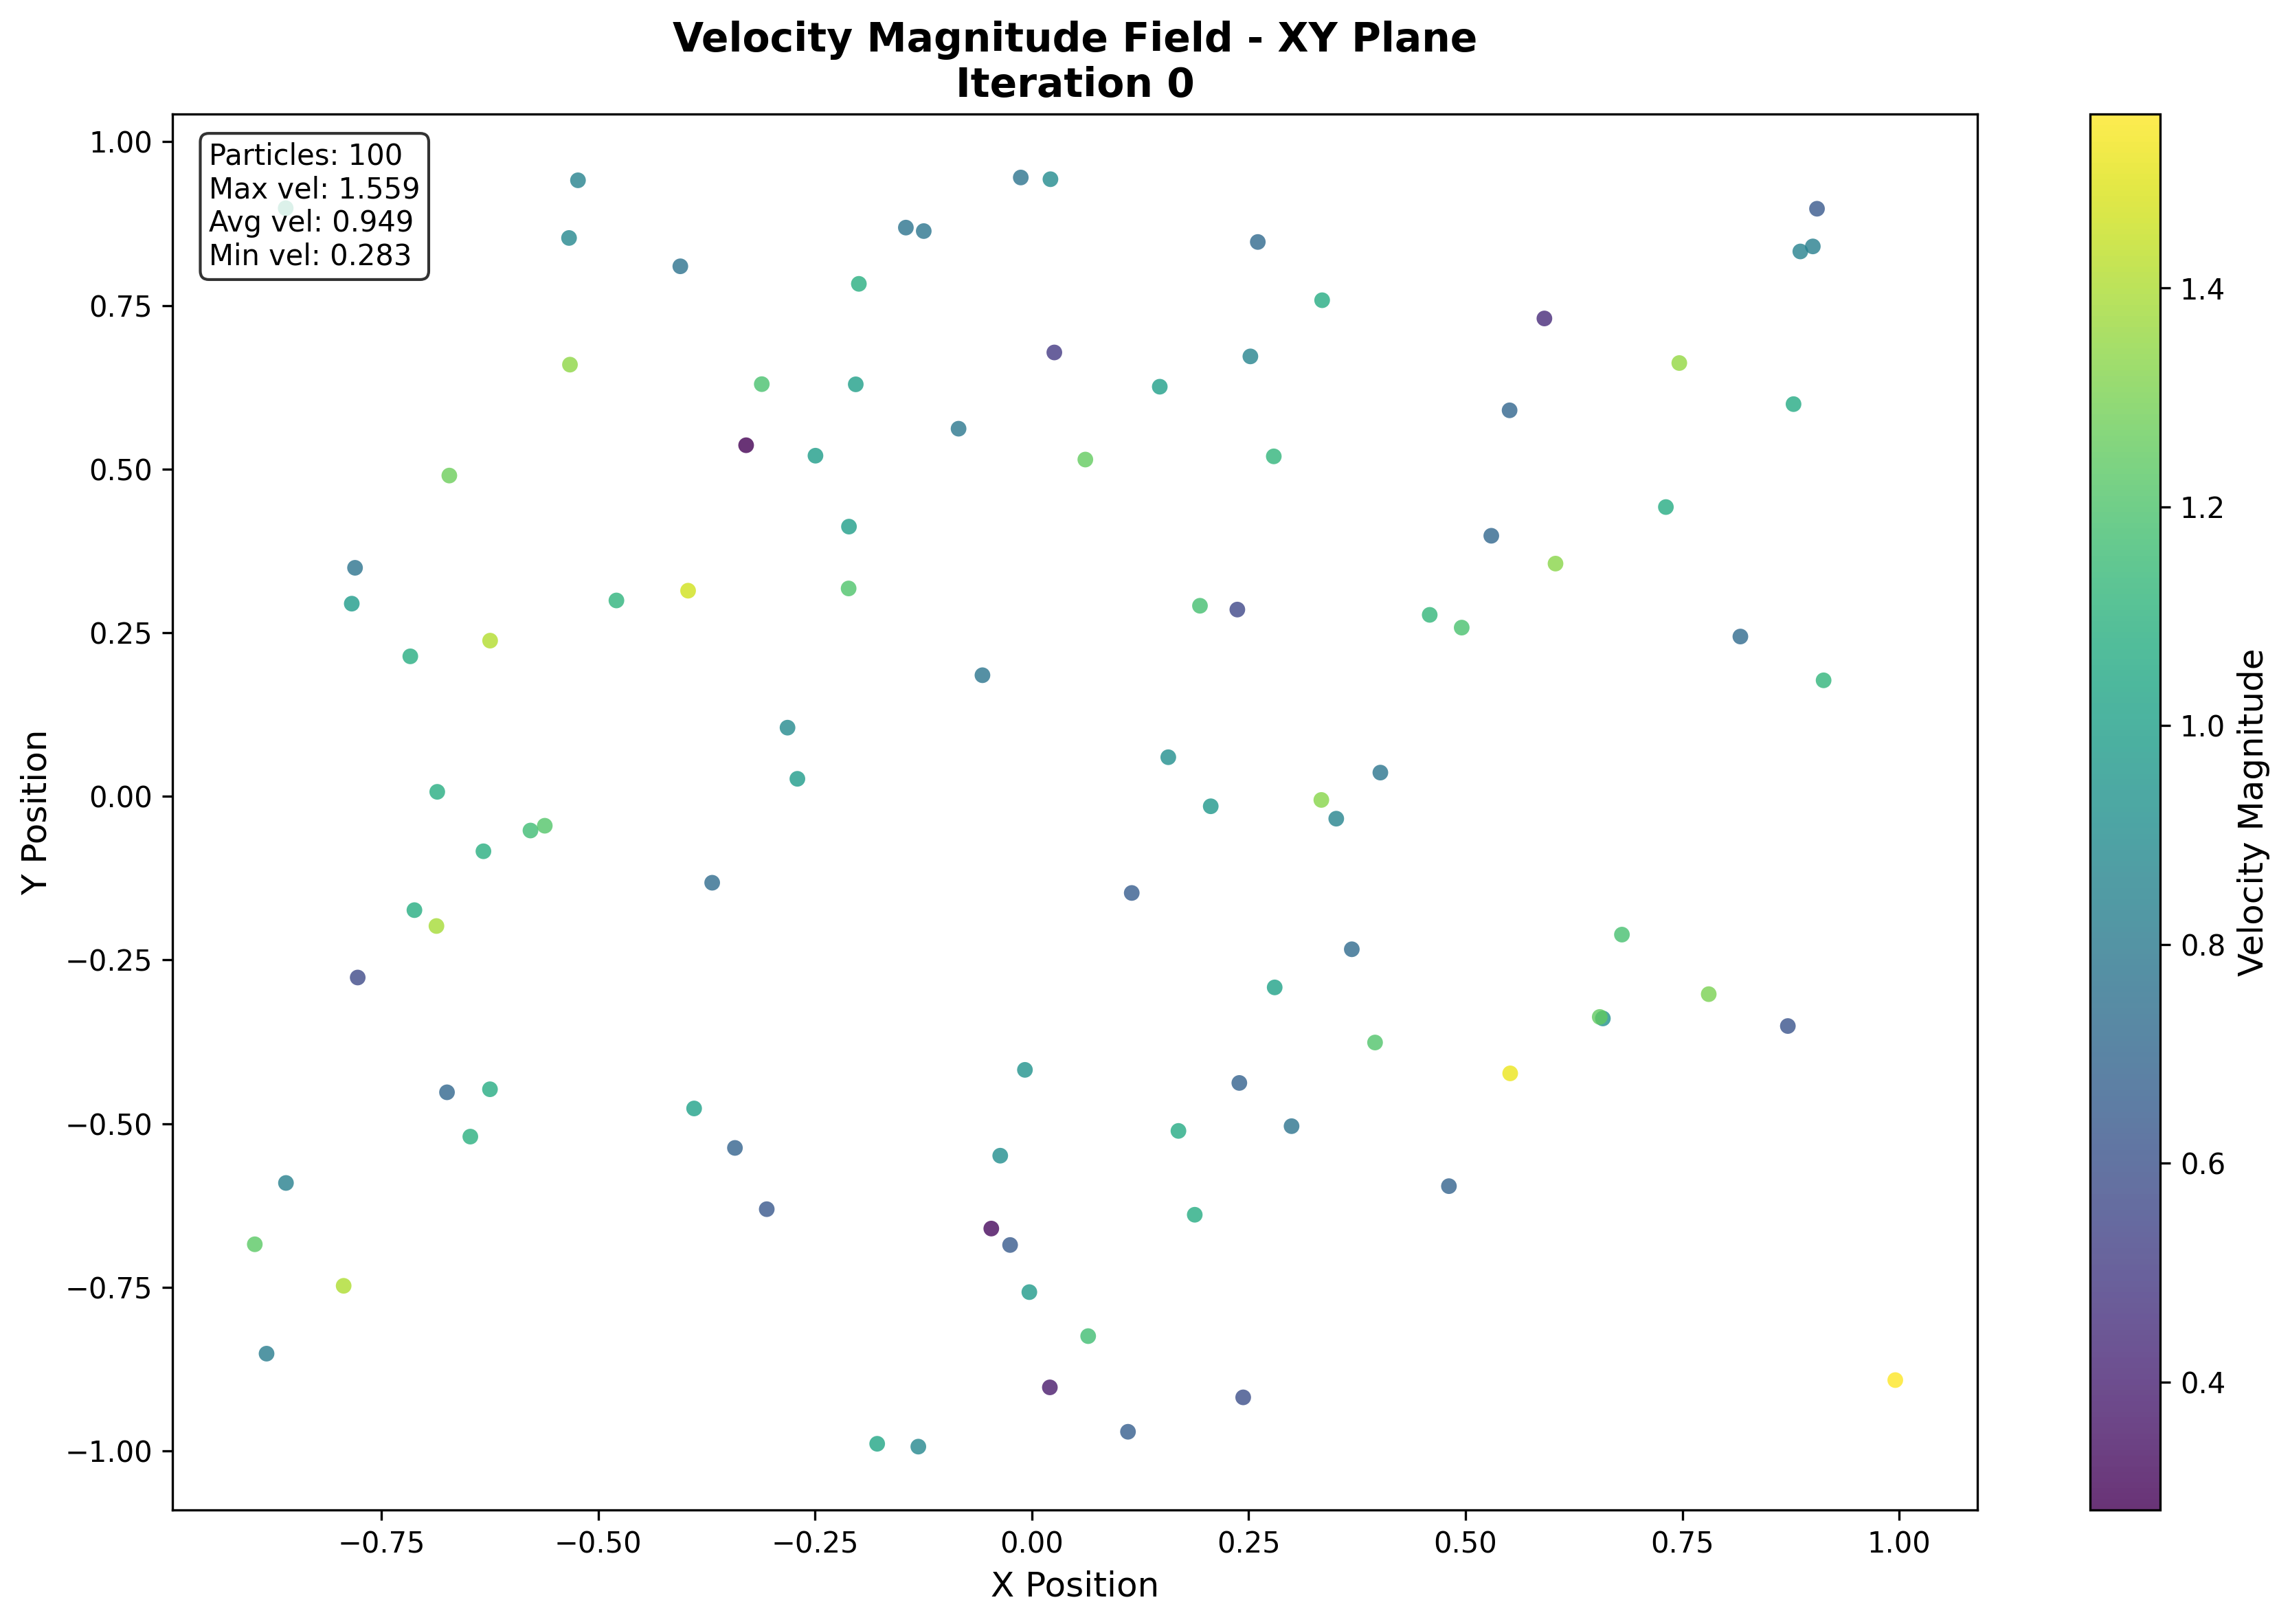 Velocity Magnitude Field - XY Plane
Iteration 0
Particles: 100
Max vel: 1.559
Avg vel: 0.949
Min vel: 0.283
1.00
0.75
0.50
0.25
0.00
−0.25
−0.50
−0.75
−1.00
Y Position
−0.75
−0.50
−0.25
0.00
0.25
0.50
0.75
1.00
X Position
1.4
1.2
1.0
0.8
0.6
0.4
Velocity Magnitude